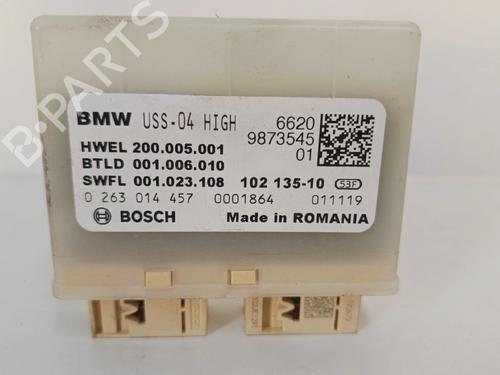 B-PARTS
BMW USS-04 HIGH 6620
HWEL 200.005.001 9873545
BTLD 001.006.010 01
SWFL 001.023.108 102 135-10 S3F
0 263 014 457 0001864 011119
BOSCH Made in ROMANIA